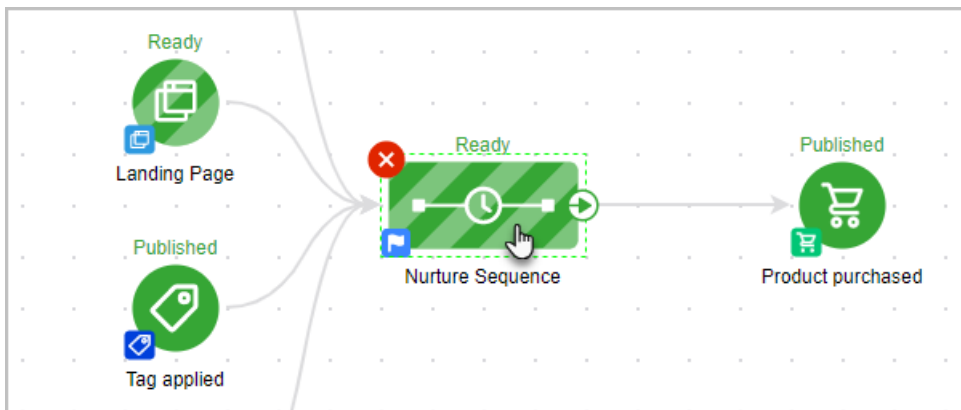 Ready
Landing Page
Published
Tag applied
Ready
Nurture Sequence
Published
Product purchased